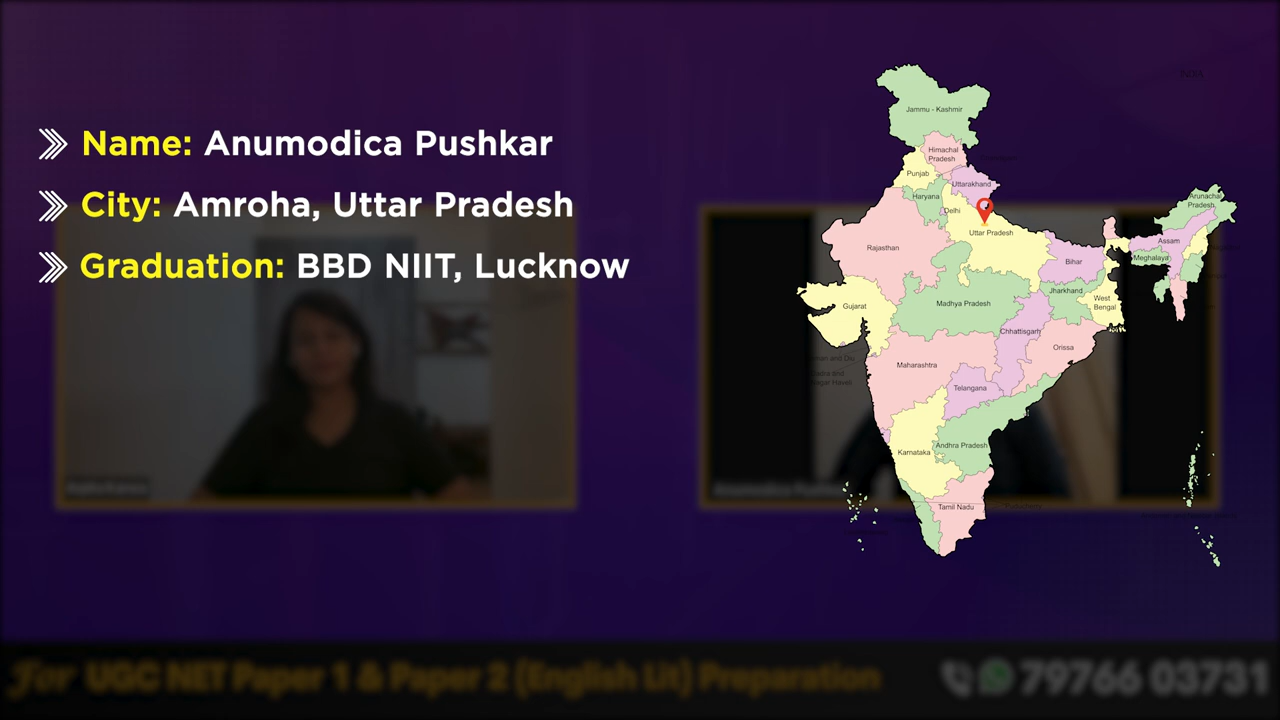 Name: Anumodica Pushkar
City: Amroha, Uttar Pradesh
Graduation: BBD NIIT, Lucknow
Jammu - Kashmir
Himachal
Pradesh
Punjab
Uttarakhand
Haryana
Delhi
Arunachal
Pradesh
Uttar Pradesh
Rajasthan
Assam
Bihar
Meghalaya
Jharkhand
West
Bengal
Gujarat
Madhya Pradesh
Chhattisgarh
Orissa
Maharashtra
Telangana
Andhra Pradesh
Karnataka
Tamil Nadu
For UGC NET Paper 1 & Paper 2 (English Lit) Preparation
79766 03731